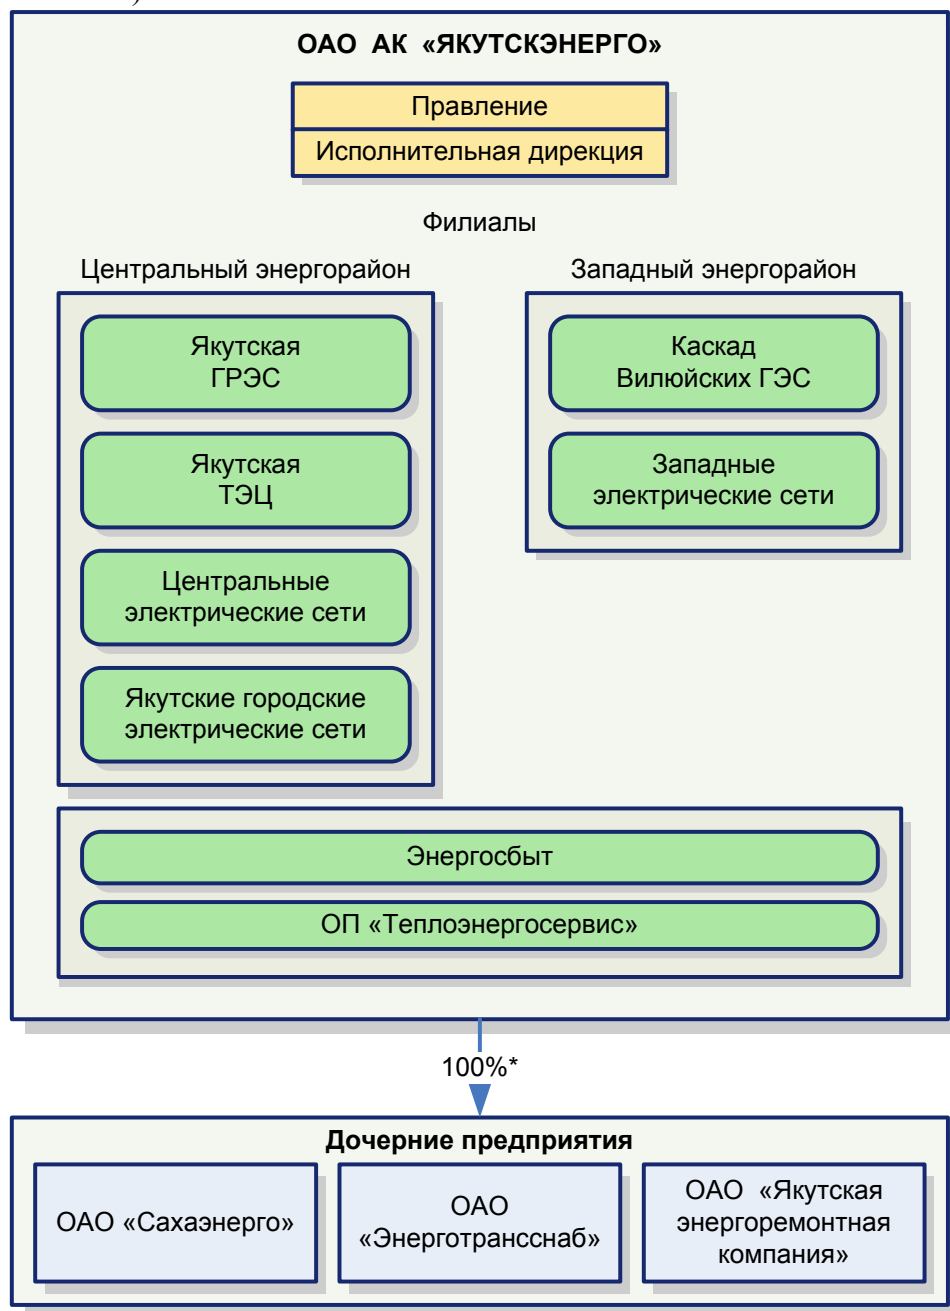 ОАО АК «ЯКУТСКЭНЕРГО»
Правление
Исполнительная дирекция
Филиалы
Центральный энергорайон
Западный энергорайон
Якутская
ГРЭС
Якутская
ТЭЦ
Центральные
электрические сети
Якутские городские
электрические сети
Каскад
Вилюйских ГЭС
Западные
электрические сети
Энергосбыт
ОП «Теплоэнергосервис»
100%*
Дочерние предприятия
ОАО «Сахаэнерго»
ОАО
«Энерготрансснаб»
ОАО «Якутская
энергоремонтная
компания»